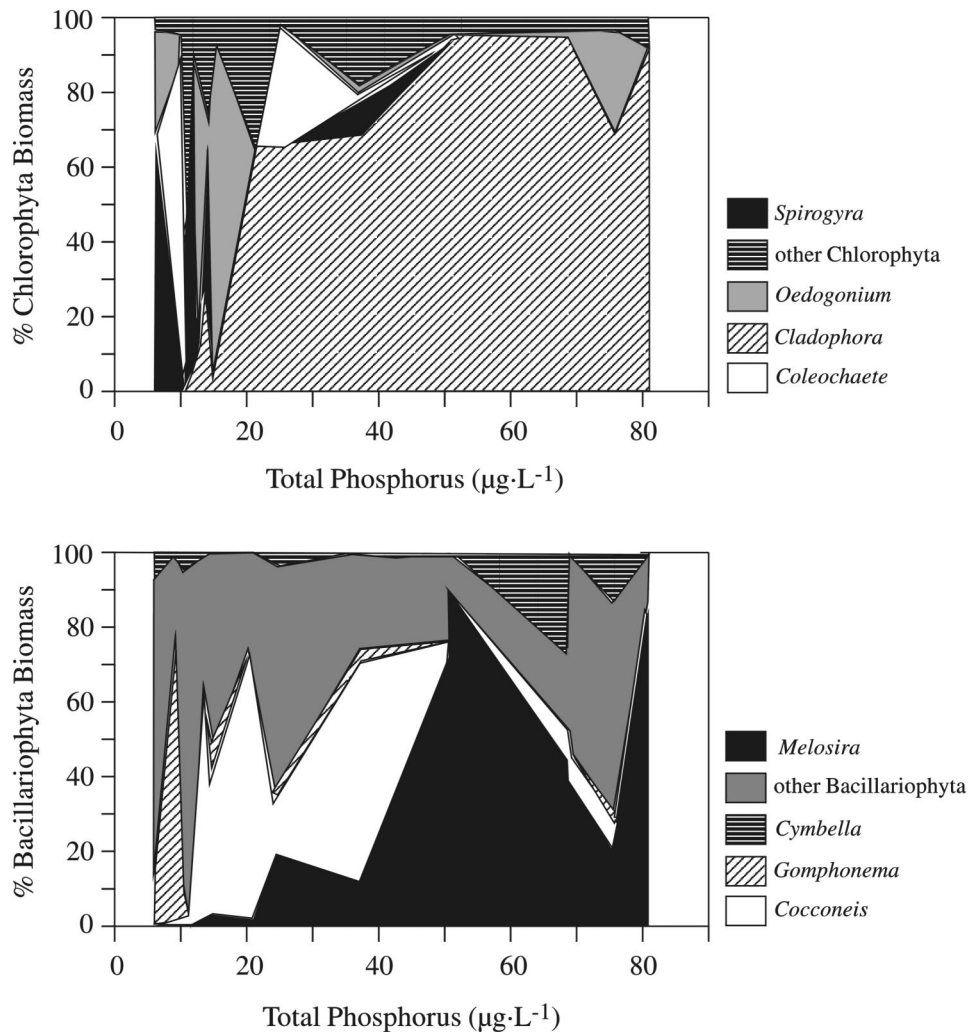 100
80
60
40
20
0
% Chlorophyta Biomass
0 20 40 60 80
Total Phosphorus (µg·L-1)
Spirogyra
other Chlorophyta
Oedogonium
Cladophora
Coleochaete
100
80
60
40
20
0
% Bacillariophyta Biomass
0 20 40 60 80
Total Phosphorus (µg·L-1)
Melosira
other Bacillariophyta
Cymbella
Gomphonema
Cocconeis